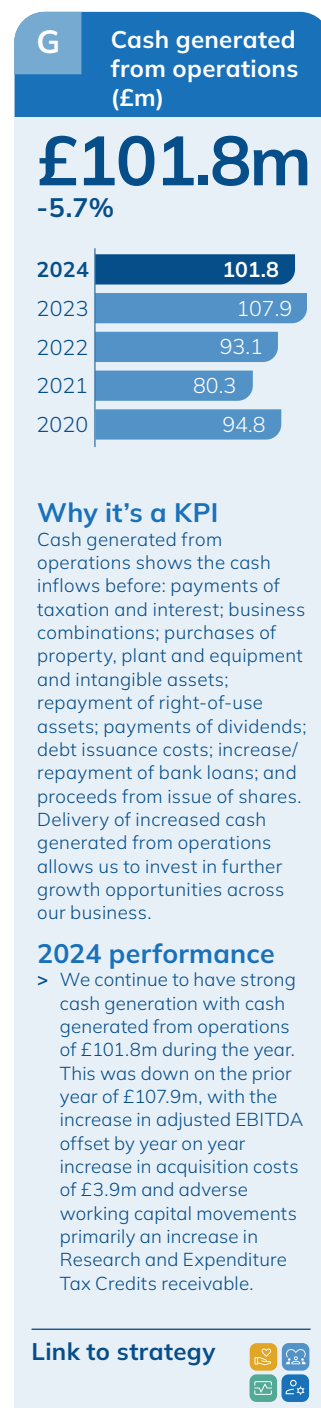 G
Cash generated
from operations
(£m)
£101.8m
-5.7%
2024 101.8
2023 107.9
2022 93.1
2021 80.3
2020 94.8
Why it's a KPI
Cash generated from
operations shows the cash
inflows before: payments of
taxation and interest; business
combinations; purchases of
property, plant and equipment
and intangible assets;
repayment of right-of-use
assets; payments of dividends;
debt issuance costs; increase/
repayment of bank loans; and
proceeds from issue of shares.
Delivery of increased cash
generated from operations
allows us to invest in further
growth opportunities across
our business.
2024 performance
> We continue to have strong
cash generation with cash
generated from operations
of £101.8m during the year.
This was down on the prior
year of £107.9m, with the
increase in adjusted EBITDA
offset by year on year
increase in acquisition costs
of £3.9m and adverse
working capital movements
primarily an increase in
Research and Expenditure
Tax Credits receivable.
Link to strategy